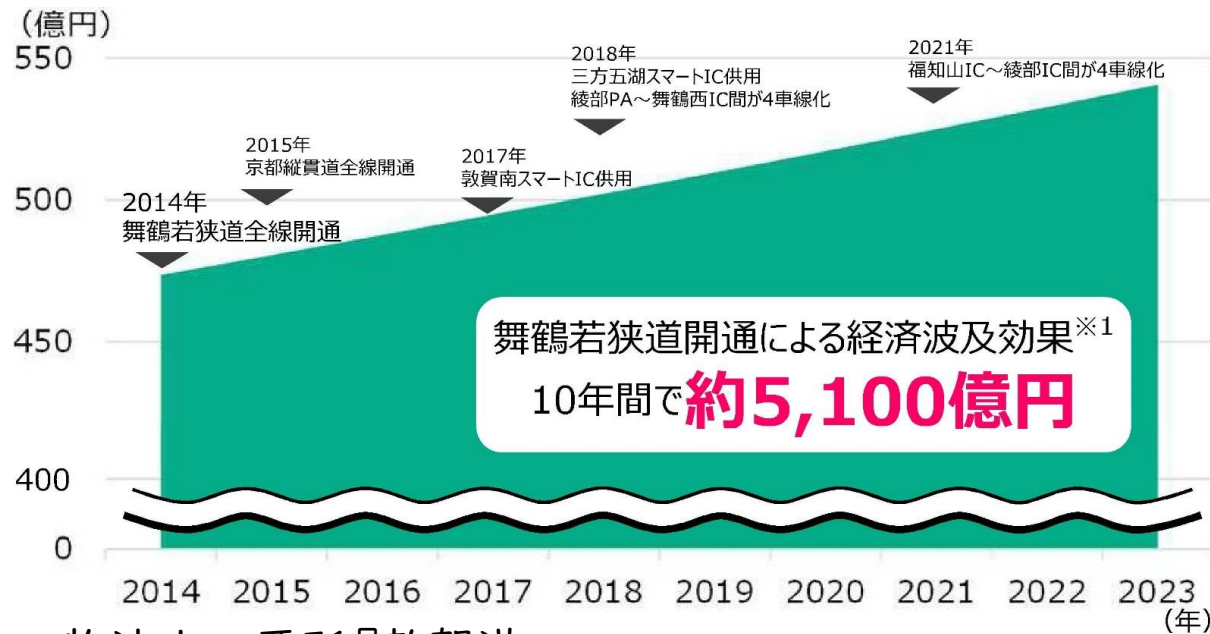 （億円）
550
500
450
400
0
2014年
舞鶴若狭道全線開通
2015年
京都縦貫道全線開通
2017年
敦賀南スマートIC供用
2018年
三方五湖スマートIC供用
綾部PA～舞鶴西IC間が4車線化
2021年
福知山IC～綾部IC間が4車線化
舞鶴若狭道開通による経済波及効果※1
10年間で約5,100億円
2014 2015 2016 2017 2018 2019 2020 2021 2022 2023
（年）